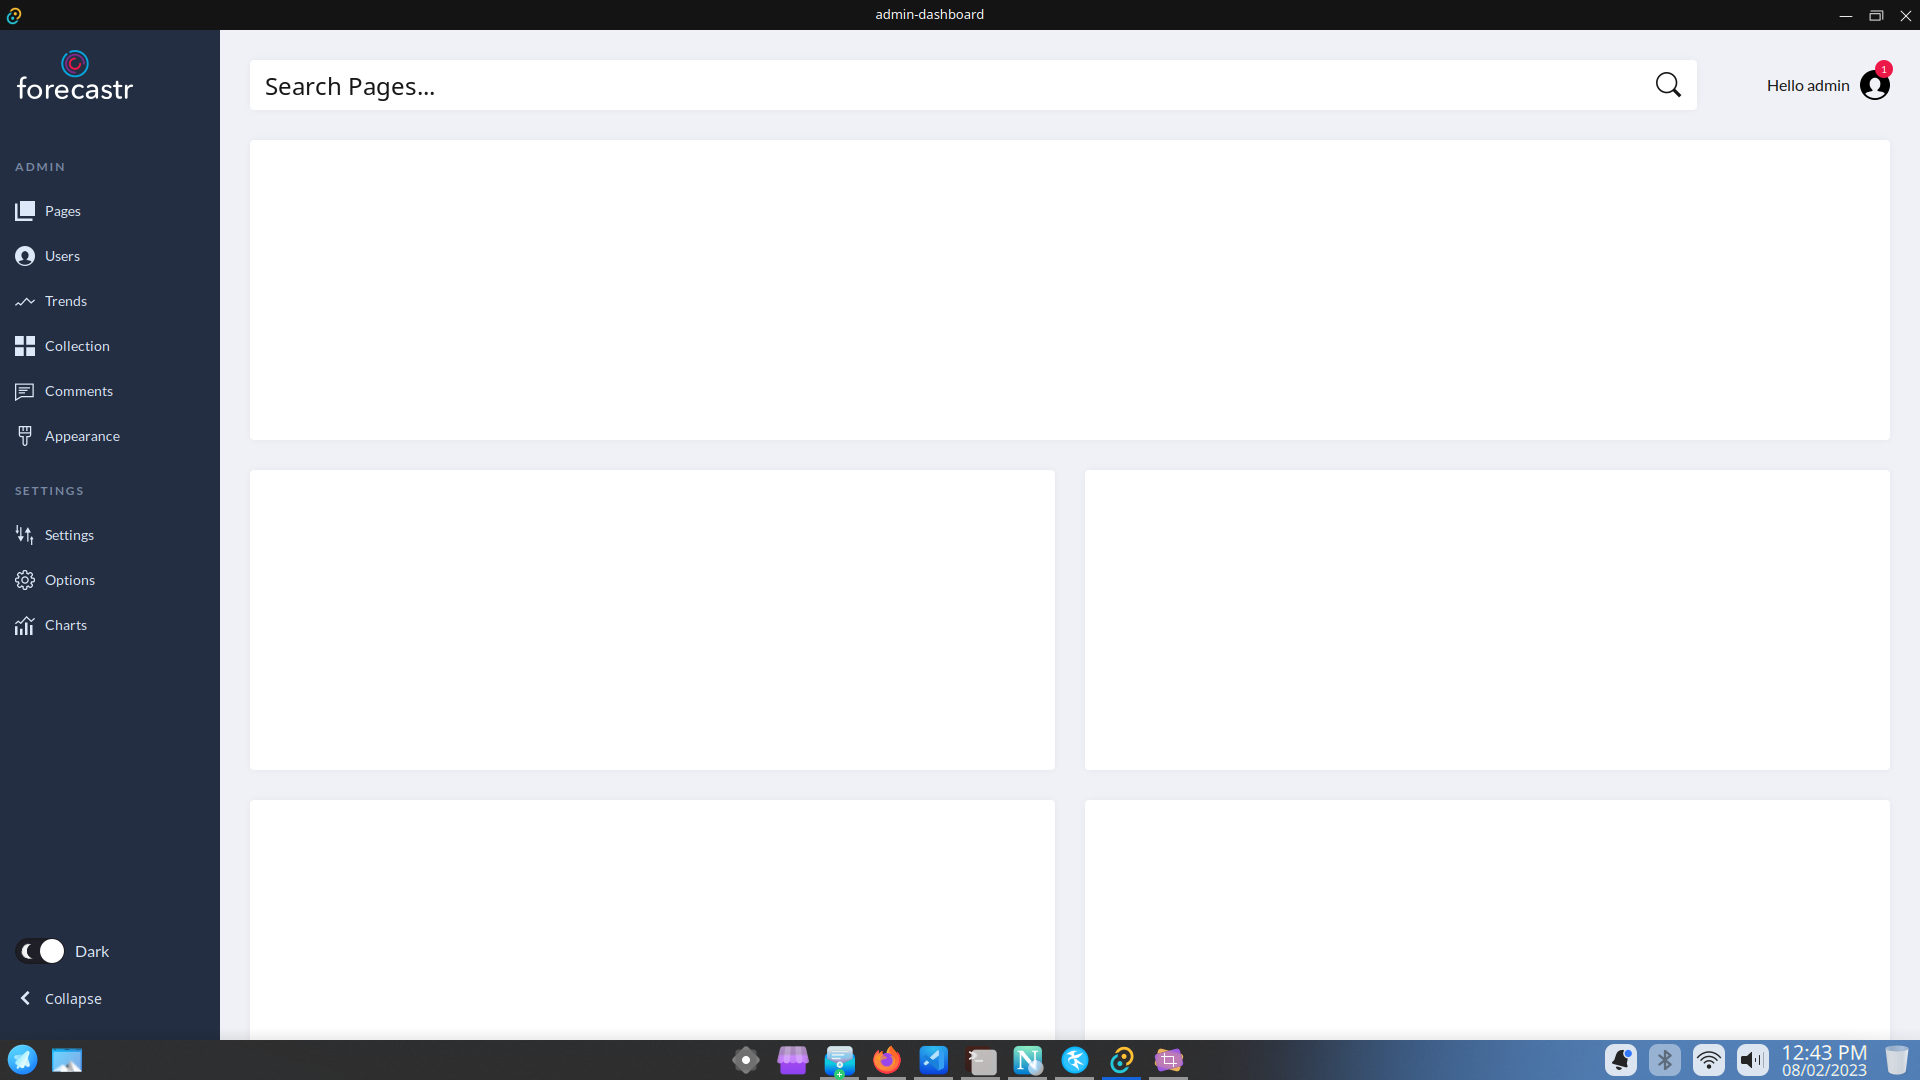 admin-dashboard
forecastr
Search Pages...
Hello admin
1
ADMIN
Pages
Users
Trends
Collection
Comments
Appearance
SETTINGS
Settings
Options
Charts
Dark
Collapse
N
12:43 PM
08/02/2023